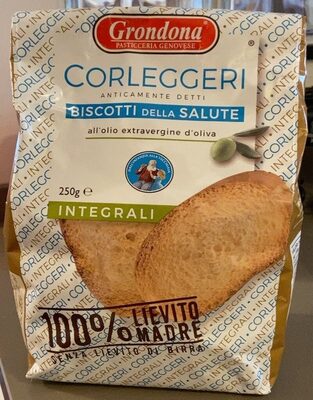 Grondona
PASTICCERIA GENOVESE
CORLEGGERI
ANTICAMENTE DETTI
BISCOTTI DELLA SALUTE
all'olio extravergine d'oliva
250g e
INTEGRALI
100% LIEVITO
MADRE
SENZA LIEVITO DI BIRRA